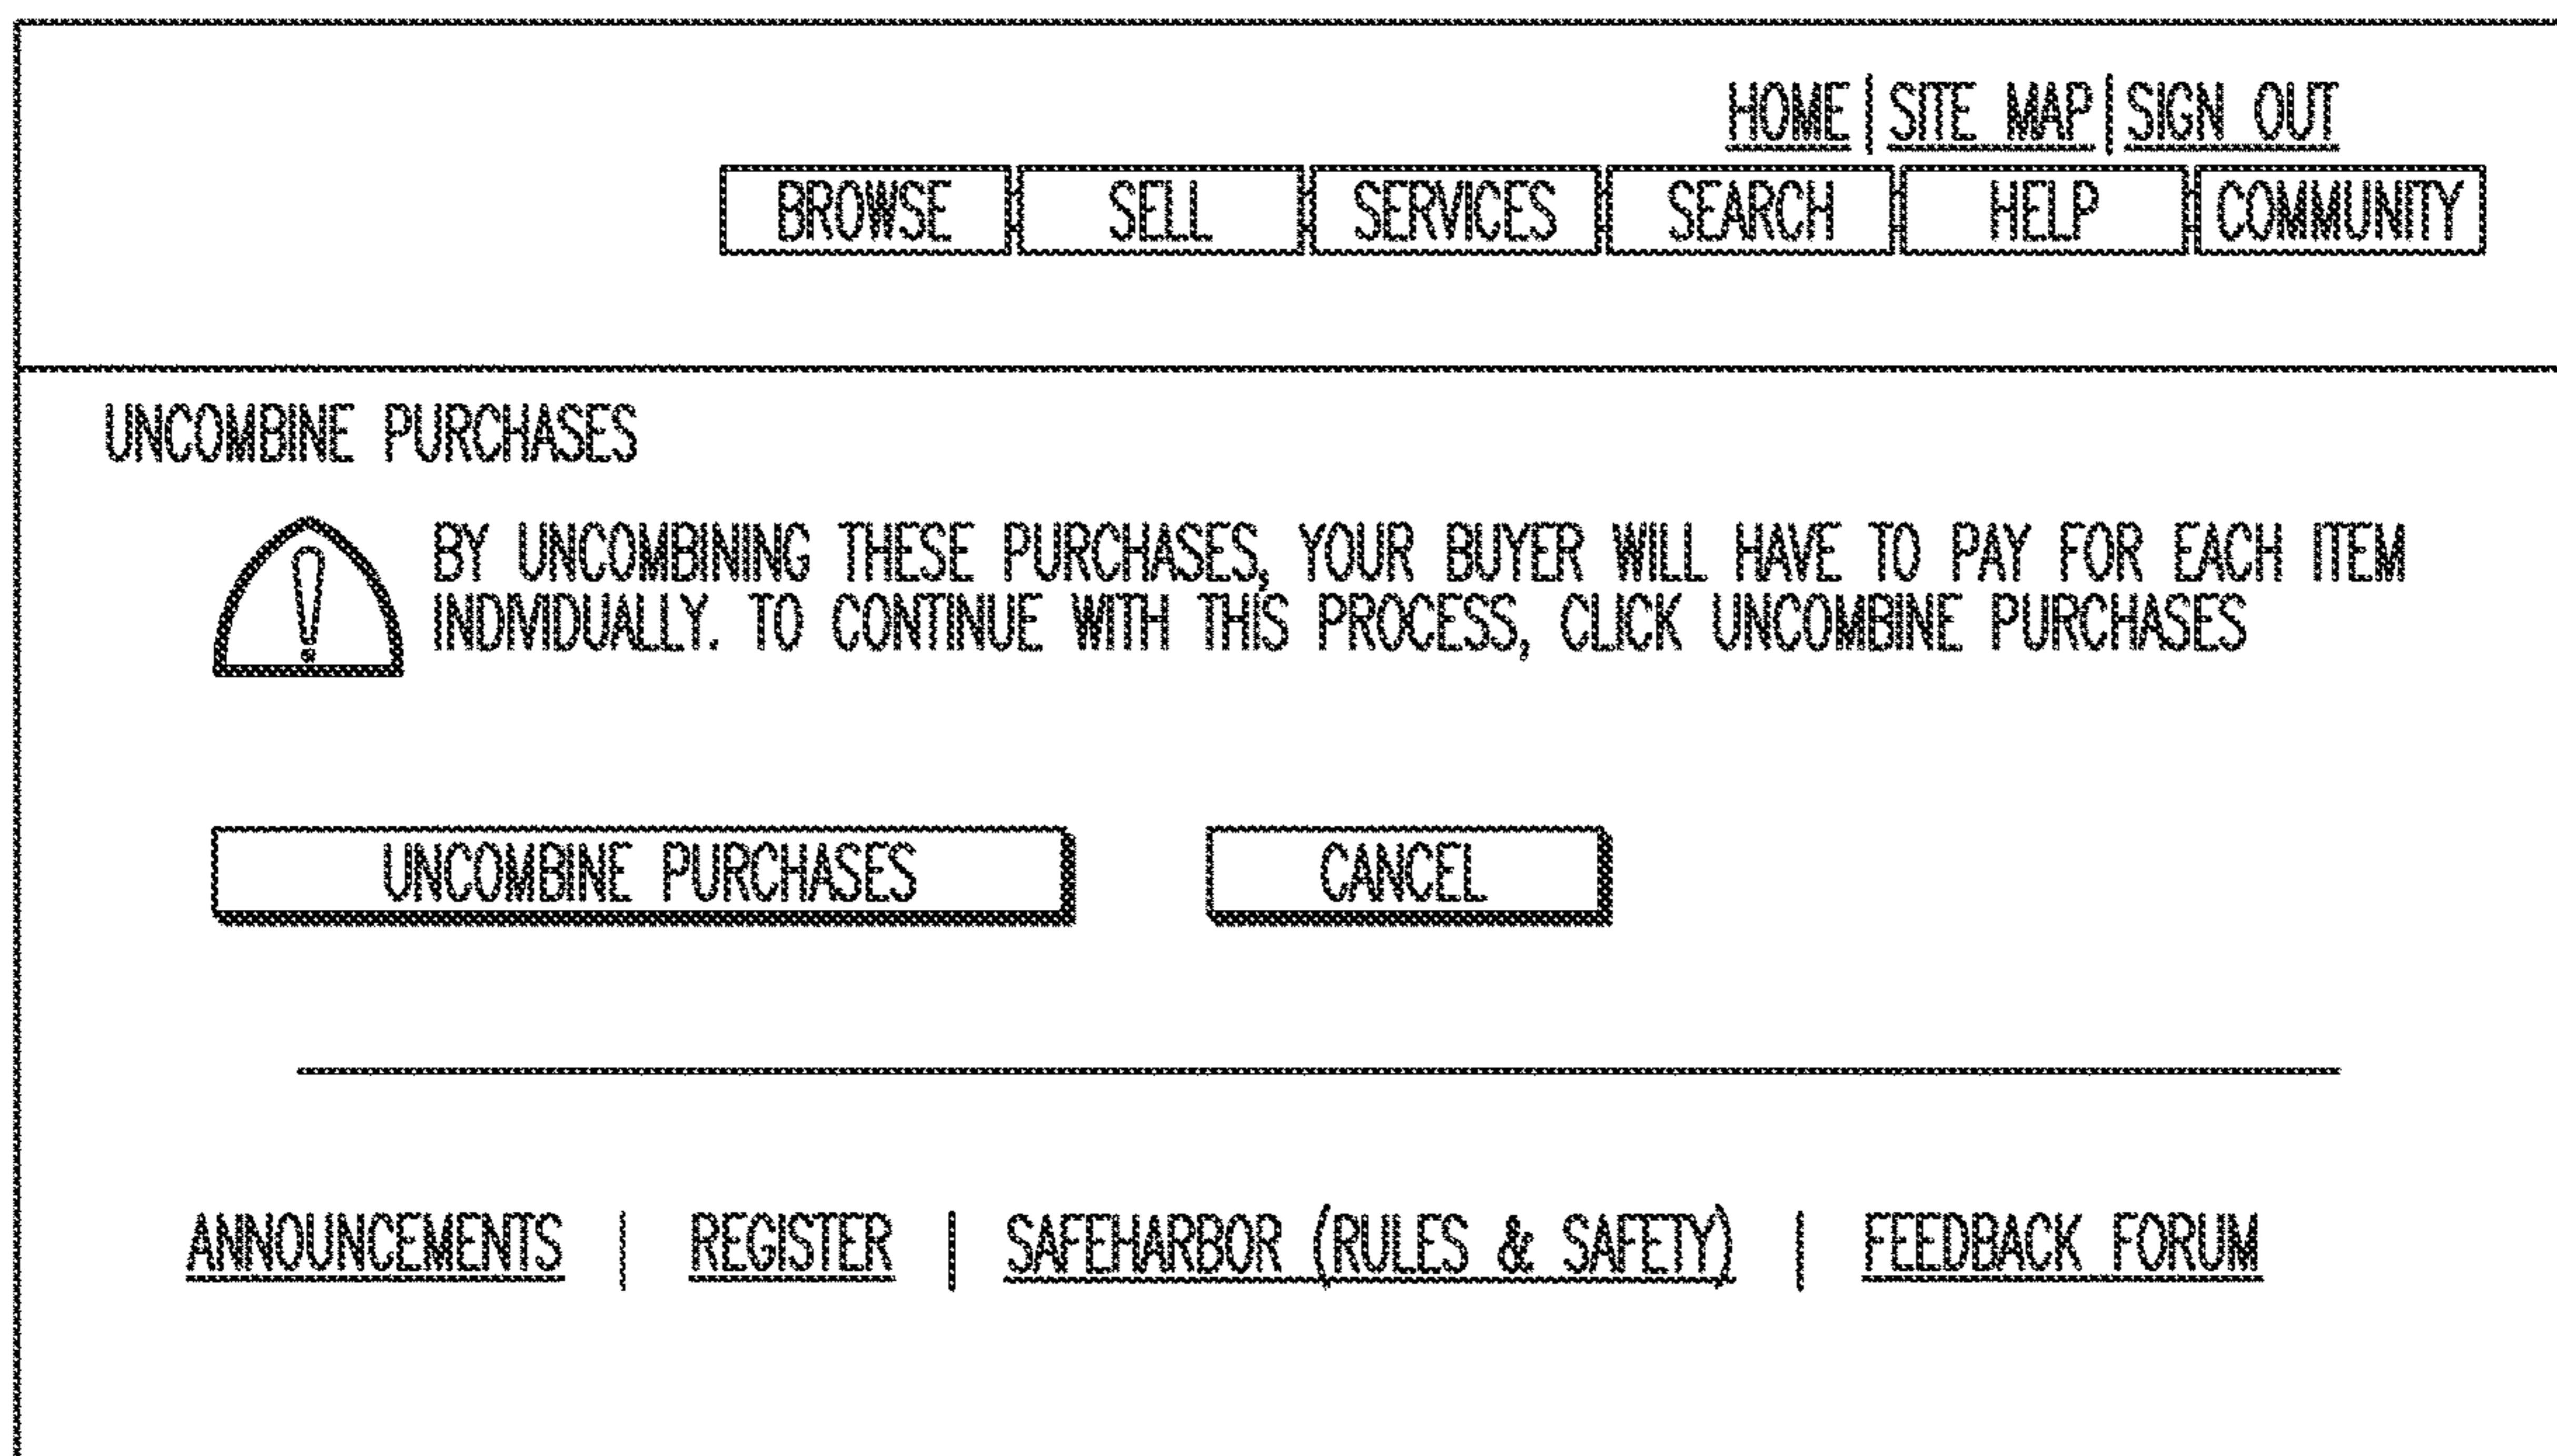 HOME | SITE MAP | SIGN OUT
BROWSE SELL SERVICES SEARCH HELP COMMUNITY
UNCOMBINE PURCHASES
! BY UNCOMBINING THESE PURCHASES, YOUR BUYER WILL HAVE TO PAY FOR EACH ITEM
INDIVIDUALLY. TO CONTINUE WITH THIS PROCESS, CLICK UNCOMBINE PURCHASES
UNCOMBINE PURCHASES CANCEL
ANNOUNCEMENTS | REGISTER | SAFEHARBOR (RULES & SAFETY) | FEEDBACK FORUM